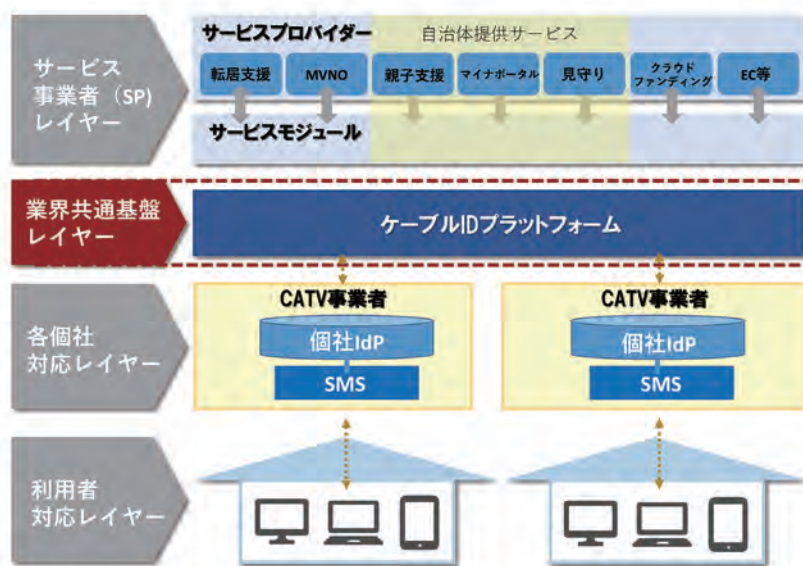 サービス
事業者（SP)
レイヤー
サービスプロバイダー
自治体提供サービス
転居支援
MVNO
親子支援
マイナポータル
見守り
クラウド
ファンディング
EC等
サービスモジュール
業界共通基盤
レイヤー
ケーブルIDプラットフォーム
各個社
対応レイヤー
CATV事業者
個社IdP
SMS
CATV事業者
個社IdP
SMS
利用者
対応レイヤー